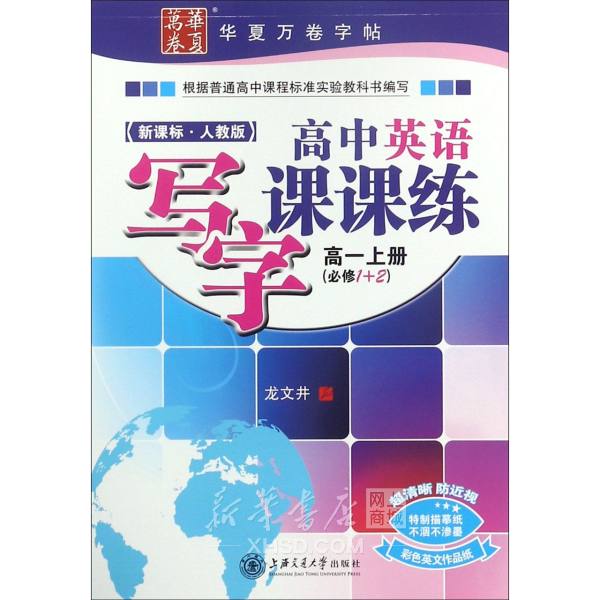 華夏
萬卷
®
华夏万卷字帖
根据普通高中课程标准实验教科书编写
新课标·人教版
高中英语
写字
课课练
高一上册
(必修1+2)
龙文井
超清晰 防近视
特制描摹纸
不洇不渗墨
彩色英文作品纸
新华书店
网上
商城
XHSD.COM
上海交通大学出版社
SHANGHAI JIAO TONG UNIVERSITY PRESS